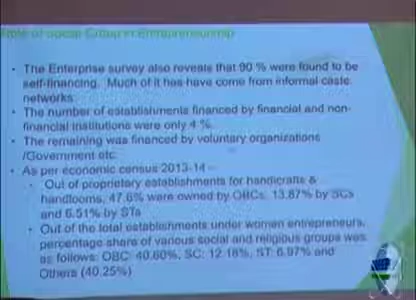 Role of Social Group in Entrepreneurship
• The Enterprise survey also reveals that 90 % were found to be
self-financing. Much of it has have come from informal caste
networks
• The number of establishments financed by financial and non-
financial institutions were only 4 %.
• The remaining was financed by voluntary organizations
/Government etc
• As per economic census 2013-14 –
• Out of proprietary establishments for handicrafts &
handlooms, 47.6% were owned by OBCs, 13.87% by SCs
and 6.51% by STs
• Out of the total establishments under women entrepreneurs,
percentage share of various social and religious groups was
as follows: OBC: 40.60%, SC: 12.18%, ST: 6.97% and
Others (40.25%)